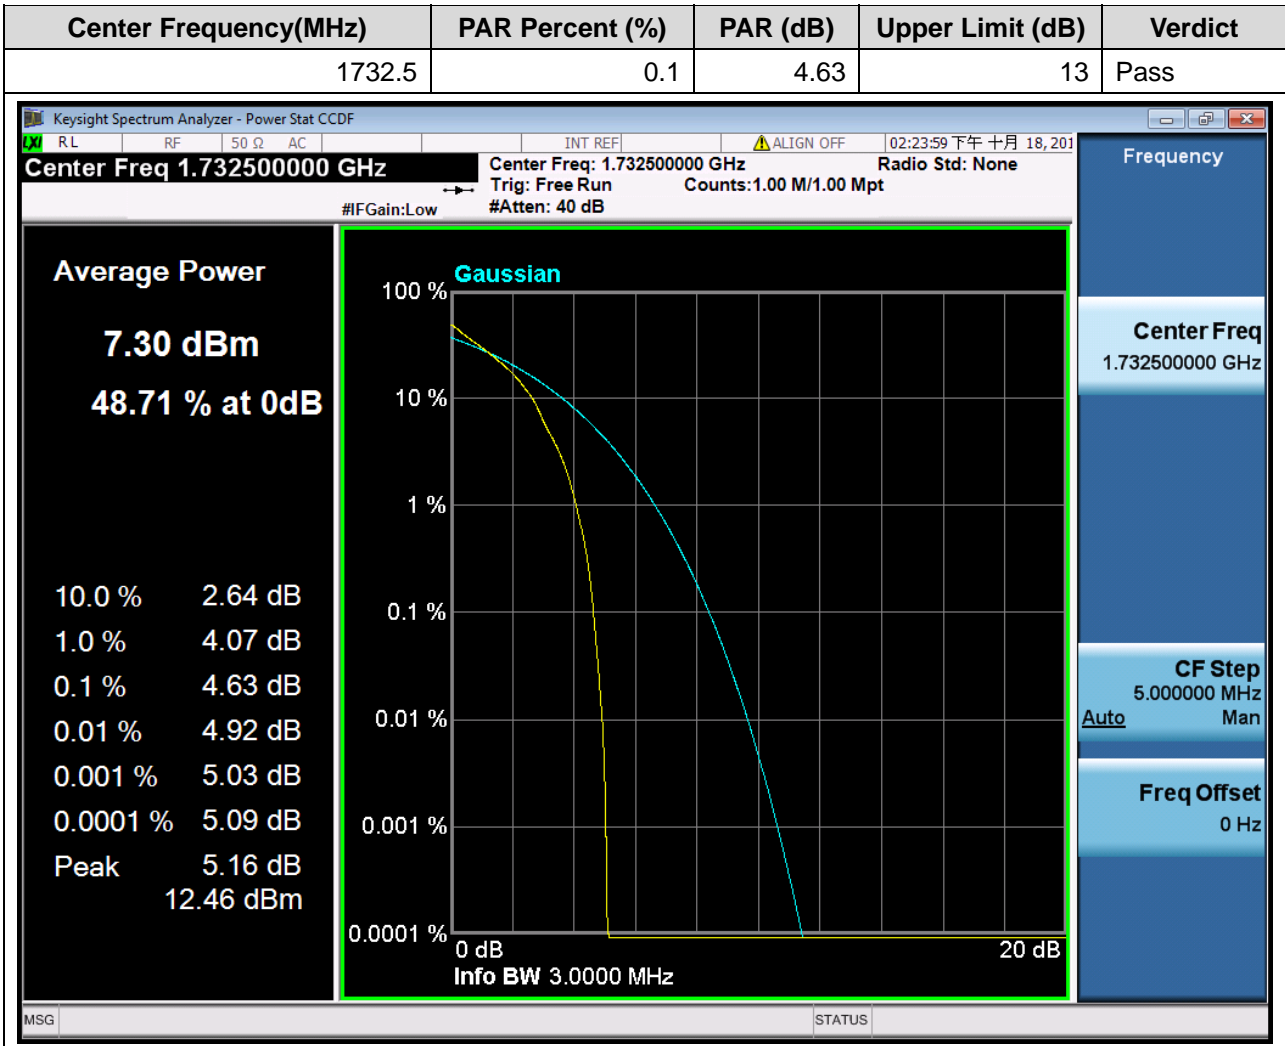 Center Frequency(MHz) PAR Percent (%) PAR (dB) Upper Limit (dB) Verdict
1732.5 0.1 4.63 13 Pass
Keysight Spectrum Analyzer - Power Stat CCDF
LXI RL RF 50 Ω AC INT REF ALIGN OFF 02:23:59 下午 十月 18, 201
Center Freq 1.732500000 GHz
Center Freq: 1.732500000 GHz Radio Std: None
Trig: Free Run Counts:1.00 M/1.00 Mpt
#IFGain:Low #Atten: 40 dB
Average Power
7.30 dBm
48.71 % at 0dB
10.0 % 2.64 dB
1.0 % 4.07 dB
0.1 % 4.63 dB
0.01 % 4.92 dB
0.001 % 5.03 dB
0.0001 % 5.09 dB
Peak 5.16 dB
12.46 dBm
Gaussian
100 %
10 %
1 %
0.1 %
0.01 %
0.001 %
0.0001 %
0 dB 20 dB
Info BW 3.0000 MHz
Frequency
Center Freq
1.732500000 GHz
CF Step
5.000000 MHz
Auto Man
Freq Offset
0 Hz
MSG STATUS